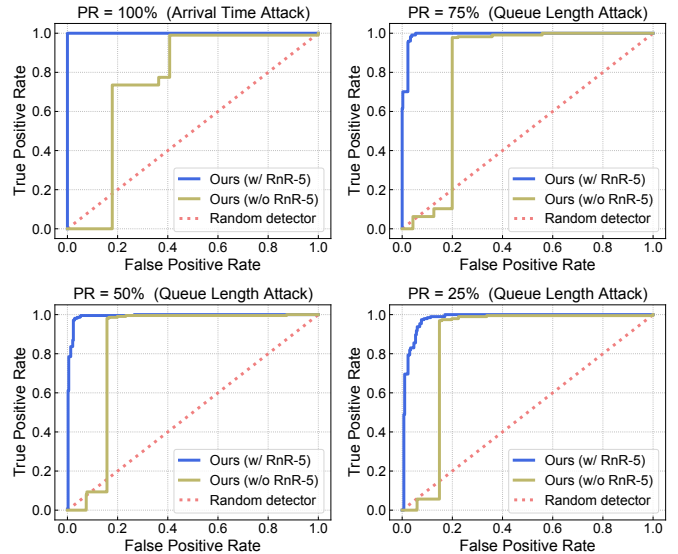 PR = 100%  (Arrival Time Attack)
1.0
0.8
0.6
0.4
0.2
0.0
True Positive Rate
Ours (w/ RnR-5)
Ours (w/o RnR-5)
Random detector
0.0 0.2 0.4 0.6 0.8 1.0
False Positive Rate
PR = 75%  (Queue Length Attack)
1.0
0.8
0.6
0.4
0.2
0.0
True Positive Rate
Ours (w/ RnR-5)
Ours (w/o RnR-5)
Random detector
0.0 0.2 0.4 0.6 0.8 1.0
False Positive Rate
PR = 50%  (Queue Length Attack)
1.0
0.8
0.6
0.4
0.2
0.0
True Positive Rate
Ours (w/ RnR-5)
Ours (w/o RnR-5)
Random detector
0.0 0.2 0.4 0.6 0.8 1.0
False Positive Rate
PR = 25%  (Queue Length Attack)
1.0
0.8
0.6
0.4
0.2
0.0
True Positive Rate
Ours (w/ RnR-5)
Ours (w/o RnR-5)
Random detector
0.0 0.2 0.4 0.6 0.8 1.0
False Positive Rate